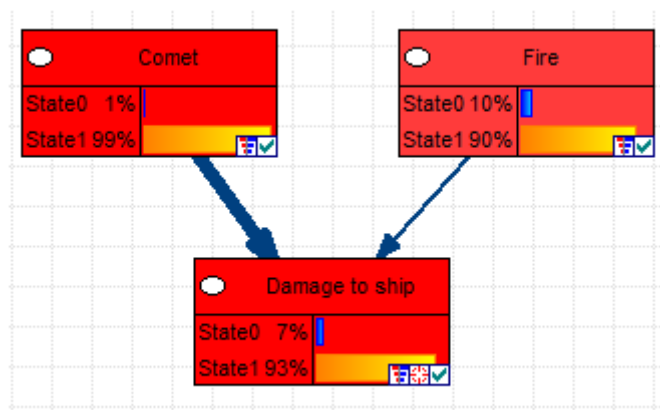 Comet
State0 1%
State1 99%
Fire
State0 10%
State1 90%
Damage to ship
State0 7%
State1 93%